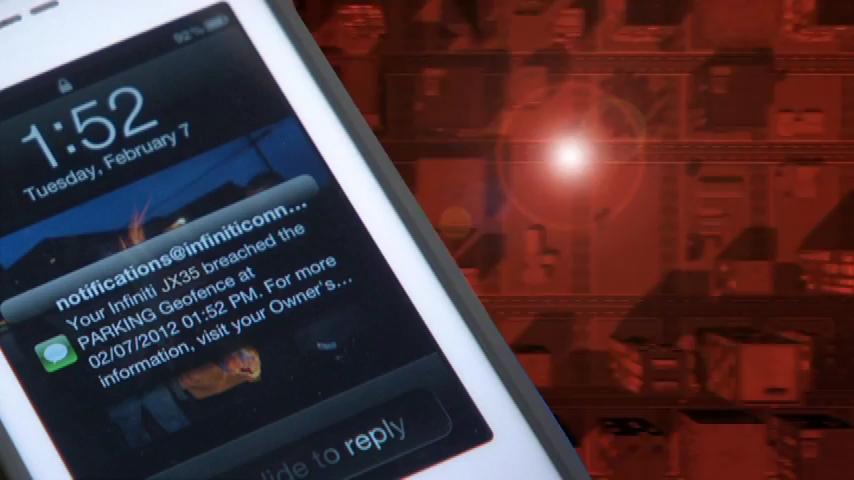 92%
1:52
Tuesday, February 7
notifications@infiniticonn...
Your Infiniti JX35 breached the
PARKING Geofence at
02/07/2012 01:52 PM. For more
information, visit your Owner's...
lide to reply